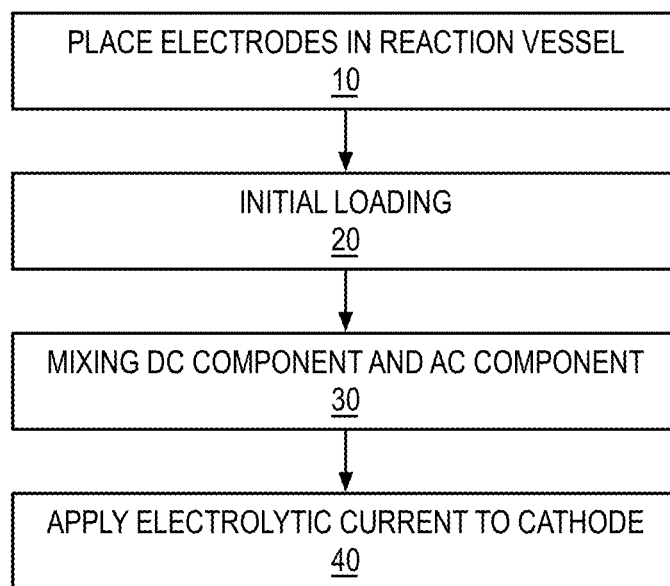 PLACE ELECTRODES IN REACTION VESSEL
10
INITIAL LOADING
20
MIXING DC COMPONENT AND AC COMPONENT
30
APPLY ELECTROLYTIC CURRENT TO CATHODE
40